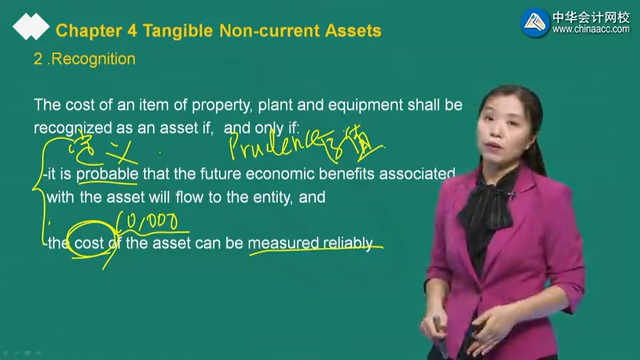 中华会计网校
www.chinaacc.com
Chapter 4 Tangible Non-current Assets
2 .Recognition
The cost of an item of property, plant and equipment shall be
recognized as an asset if, and only if:
Prudence
-it is probable that the future economic benefits associated
with the asset will flow to the entity, and
10,000
-the cost of the asset can be measured reliably